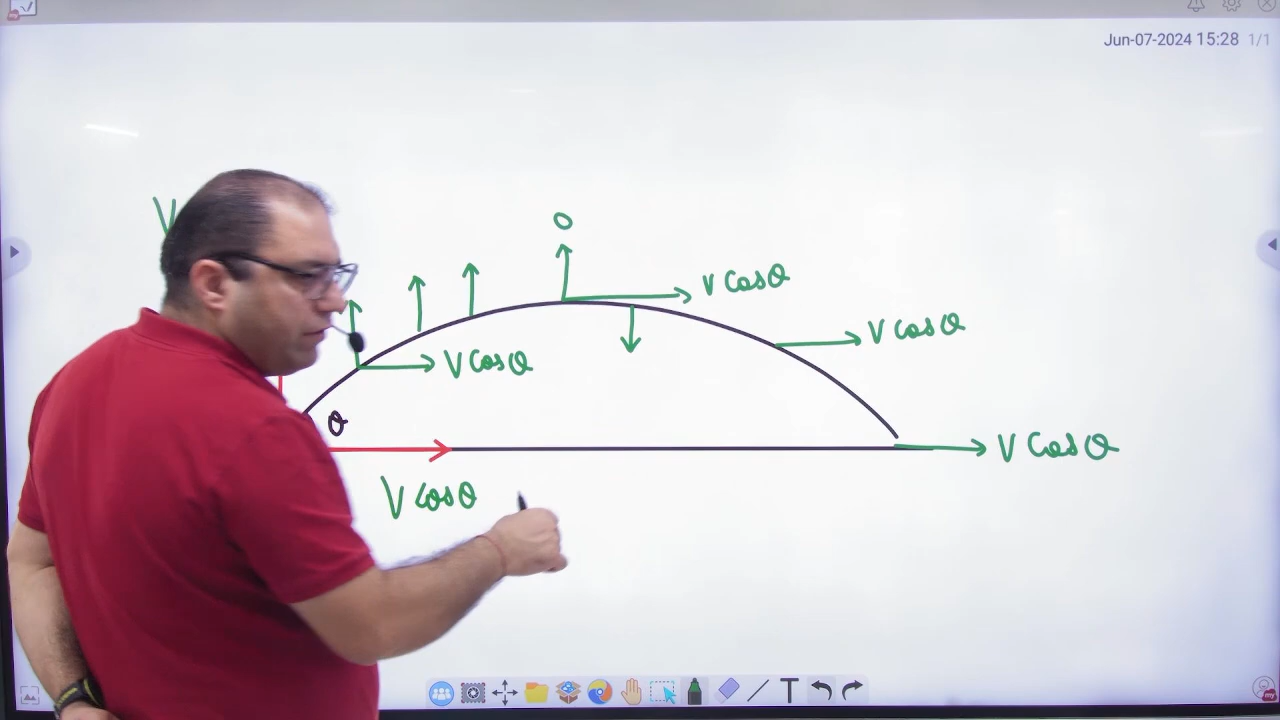 Jun-07-2024 15:28 1/1
V
0
V Cosθ
V Cosθ
V Cosθ
θ
V Cosθ
V Cosθ
T